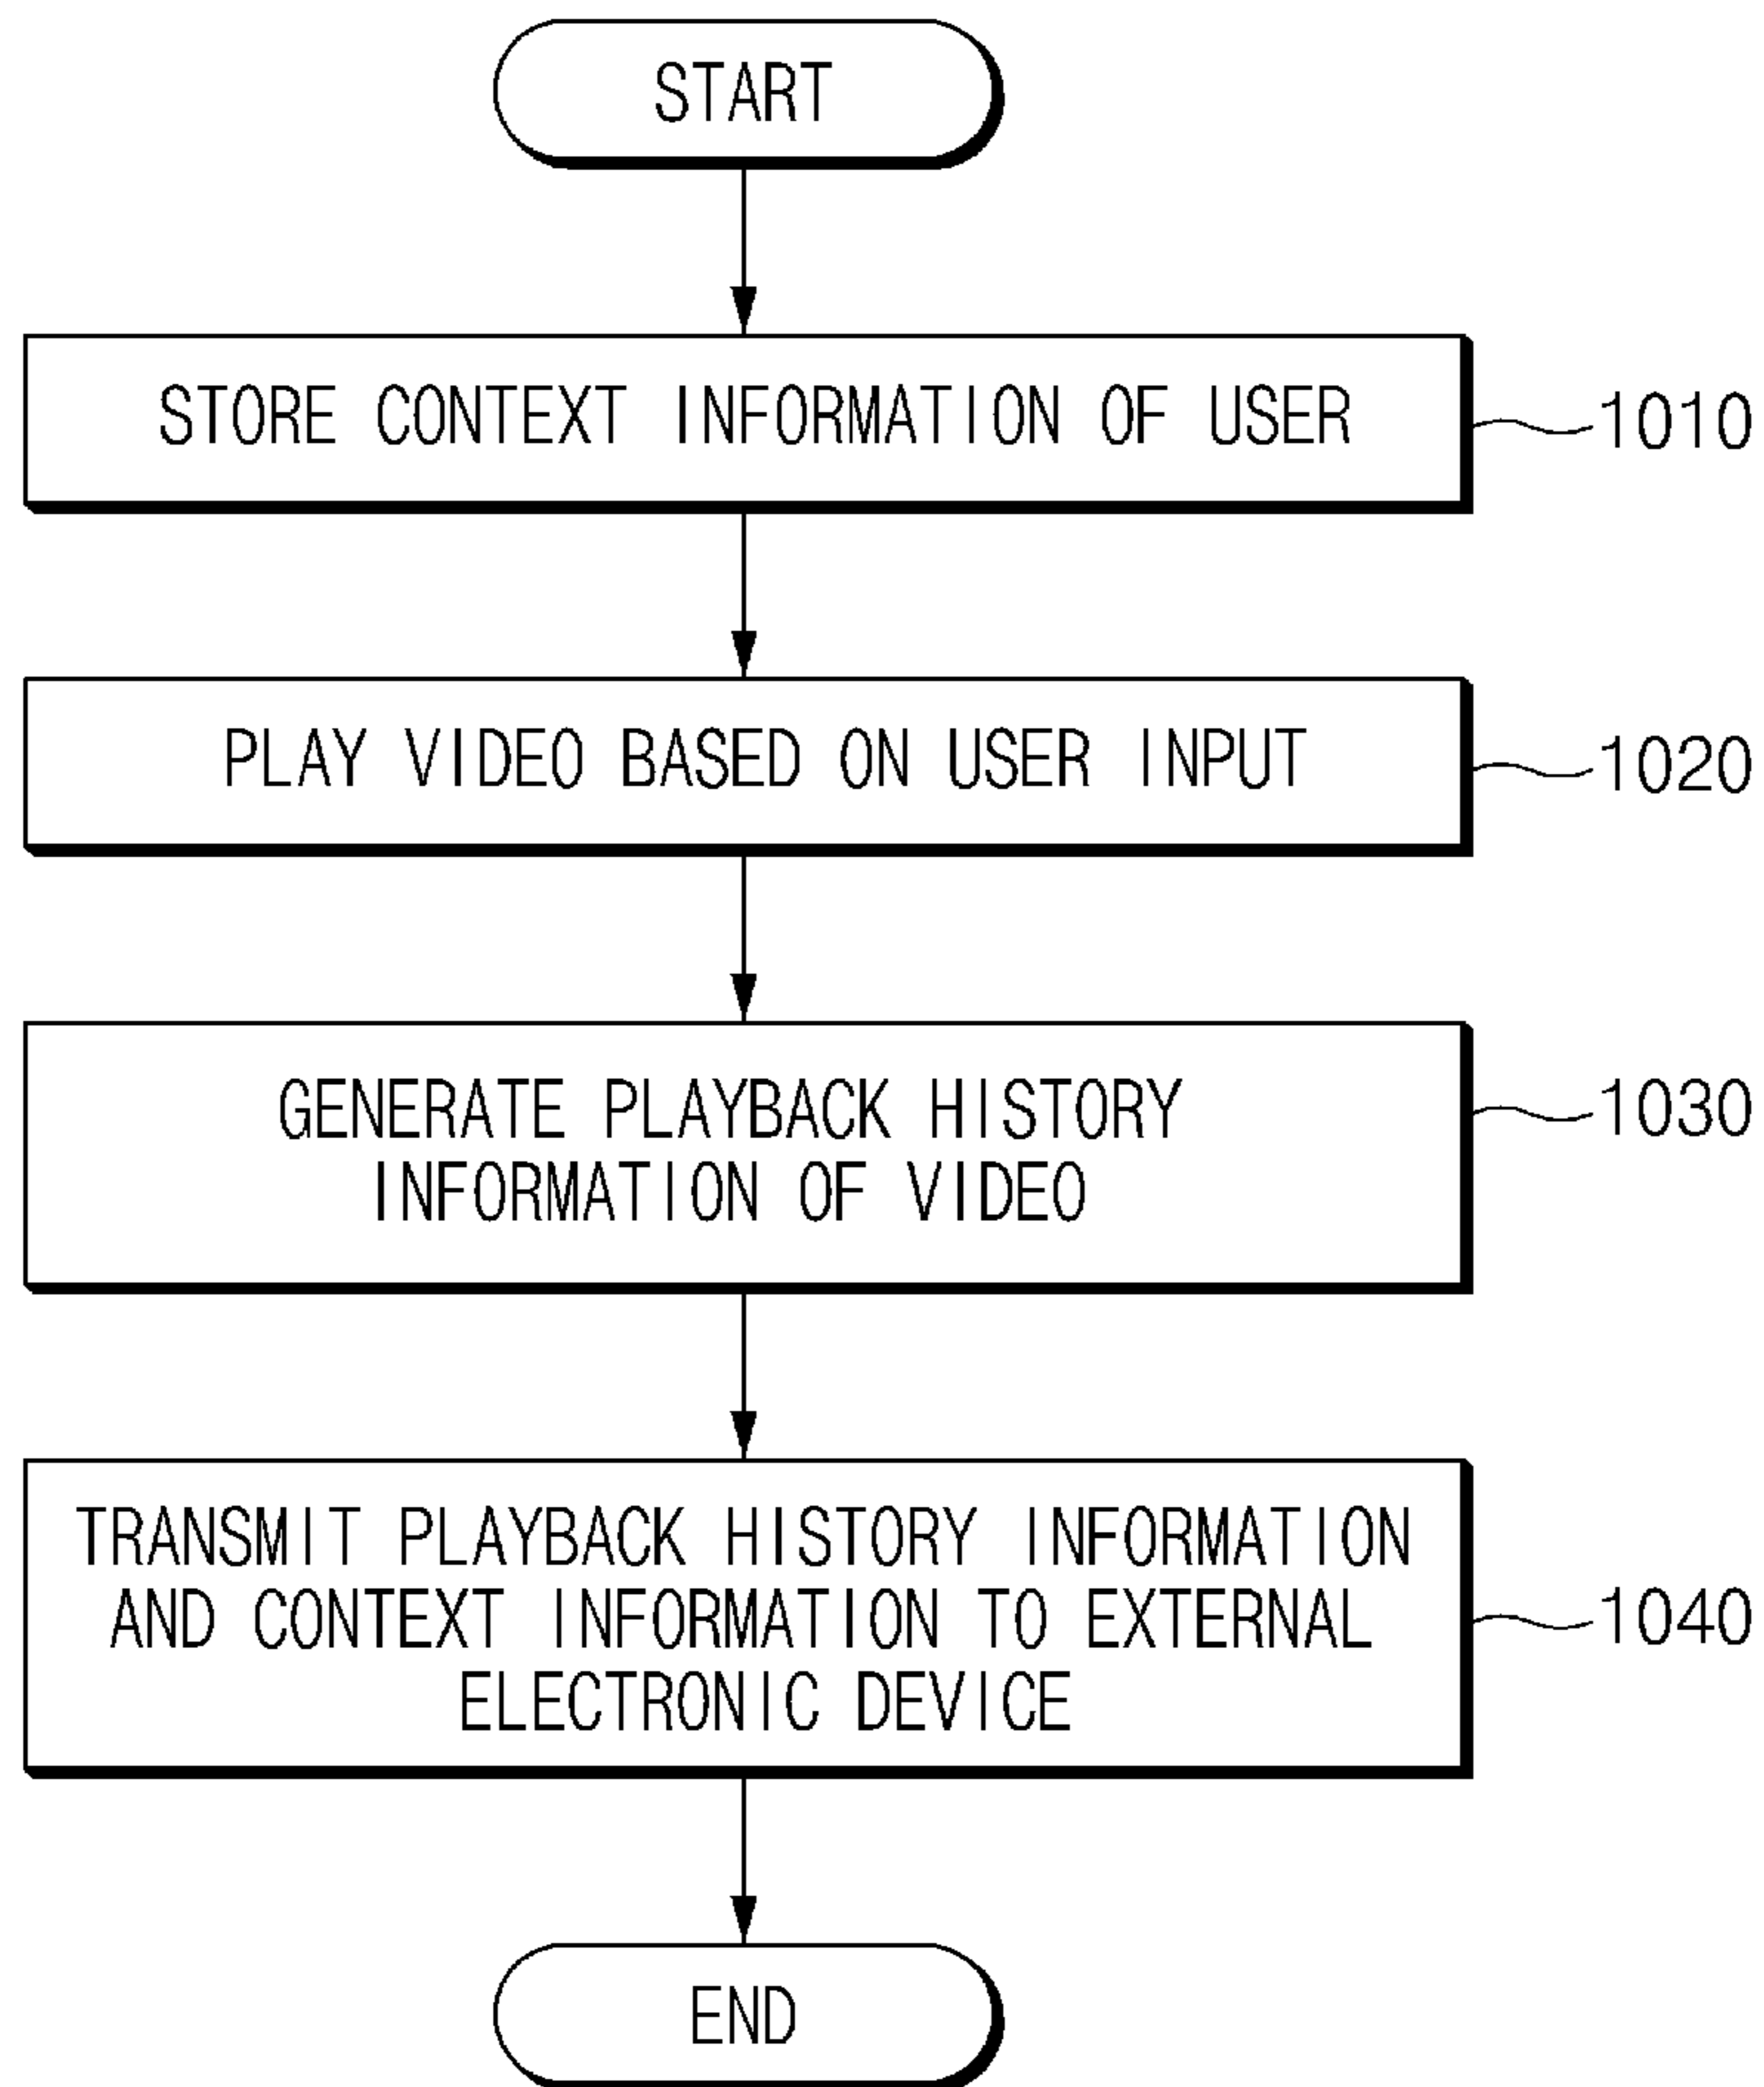 START
STORE CONTEXT INFORMATION OF USER
1010
PLAY VIDEO BASED ON USER INPUT
1020
GENERATE PLAYBACK HISTORY
INFORMATION OF VIDEO
1030
TRANSMIT PLAYBACK HISTORY INFORMATION
AND CONTEXT INFORMATION TO EXTERNAL
ELECTRONIC DEVICE
1040
END